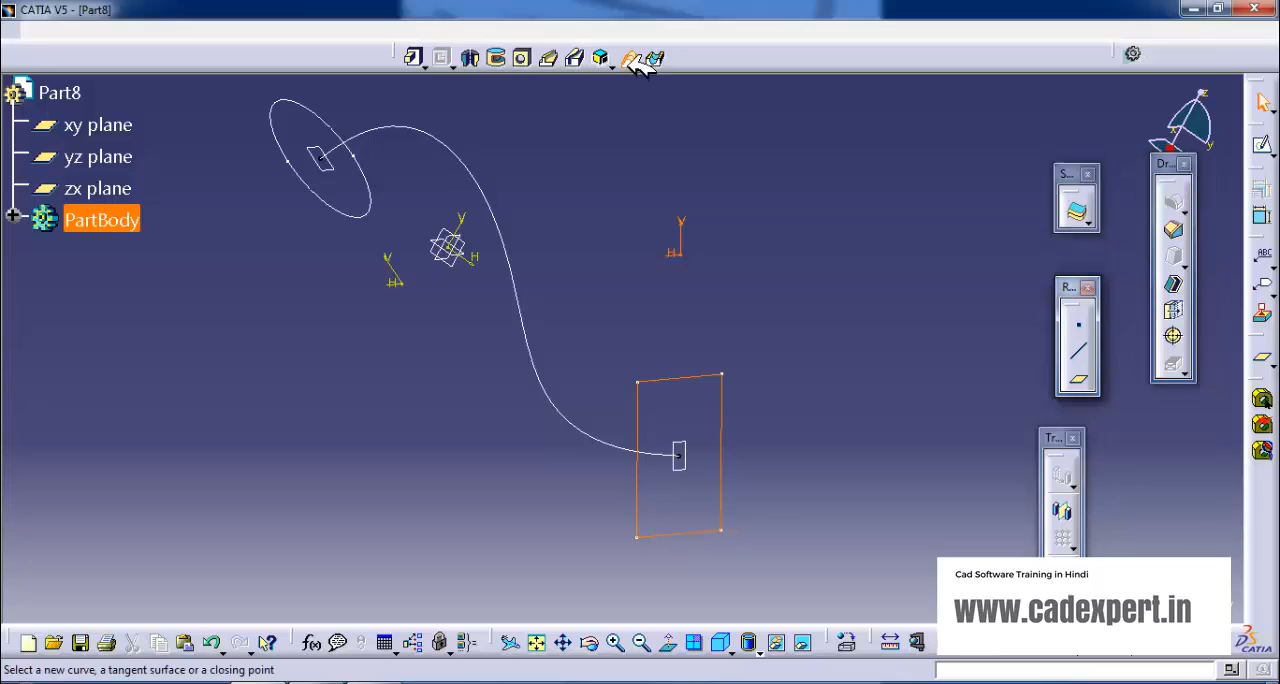 CATIA V5 - [Part8]
Part8
xy plane
yz plane
zx plane
PartBody
y
H
y
H
y
H
z
x
y
S...
Dr...
R...
Tr...
ABC
f(x)
Cad Software Training in Hindi
www.cadexpert.in
CATIA
Select a new curve, a tangent surface or a closing point